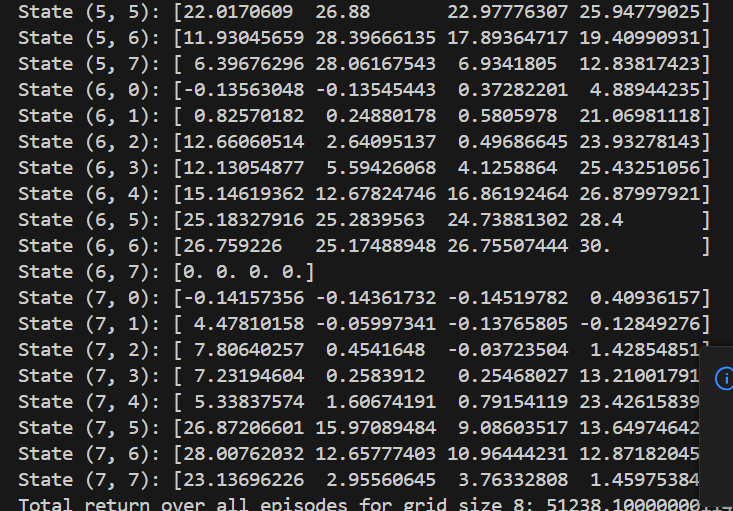 State (5, 5): [22.0170609  26.88       22.97776307 25.94779025]
State (5, 6): [11.93045659 28.39666135 17.89364717 19.40990931]
State (5, 7): [ 6.39676296 28.06167543  6.9341805  12.83817423]
State (6, 0): [-0.13563048 -0.13545443  0.37282201  4.88944235]
State (6, 1): [ 0.82570182  0.24880178  0.5805978  21.06981118]
State (6, 2): [12.66060514  2.64095137  0.49686645 23.93278143]
State (6, 3): [12.13054877  5.59426068  4.1258864  25.43251056]
State (6, 4): [15.14619362 12.67824746 16.86192464 26.87997921]
State (6, 5): [25.18327916 25.2839563  24.73881302 28.4       ]
State (6, 6): [26.759226   25.17488948 26.75507444 30.       ]
State (6, 7): [0. 0. 0. 0.]
State (7, 0): [-0.14157356 -0.14361732 -0.14519782  0.40936157]
State (7, 1): [ 4.47810158 -0.05997341 -0.13765805 -0.12849276]
State (7, 2): [ 7.80640257  0.4541648  -0.03723504  1.42854851]
State (7, 3): [ 7.23194604  0.2583912   0.25468027 13.21001791
State (7, 4): [ 5.33837574  1.60674191  0.79154119 23.42615839
State (7, 5): [26.87206601 15.97089484  9.08603517 13.64974642
State (7, 6): [28.00762032 12.65777403 10.96444231 12.87182045
State (7, 7): [23.13696226  2.95560645  3.76332808  1.45975384
Total return over all episodes for grid size 8: